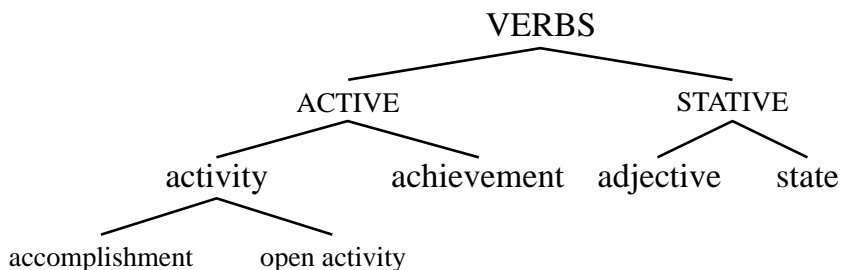 VERBS
ACTIVE STATIVE
activity achievement adjective state
accomplishment open activity